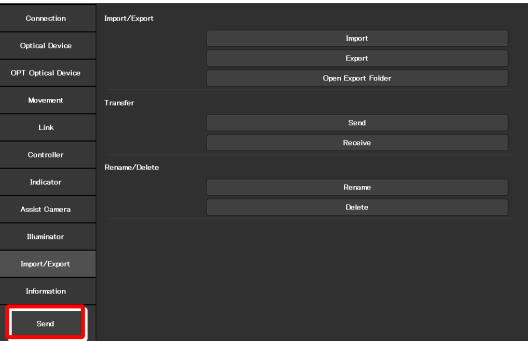 Connection
Optical Device
OPT Optical Device
Movement
Link
Controller
Indicator
Assist Camera
Illuminator
Import/Export
Information
Send
Import/Export
Import
Export
Open Export Folder
Transfer
Send
Receive
Rename/Delete
Rename
Delete